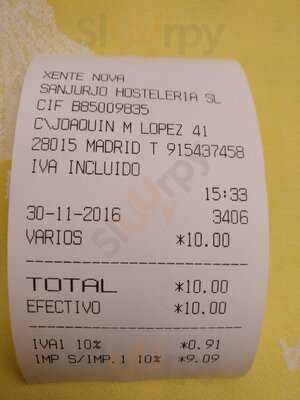 XENTE NOVA
SANJURJO HOSTELERIA SL
CIF B85009835
C\JOAQUIN M LOPEZ 41
28015 MADRID T 915437458
IVA INCLUIDO
15:33
30-11-2016 3406
VARIOS *10.00
TOTAL *10.00
EFECTIVO *10.00
IVA1 10% *0.91
IMP S/IMP.1 10% *9.09